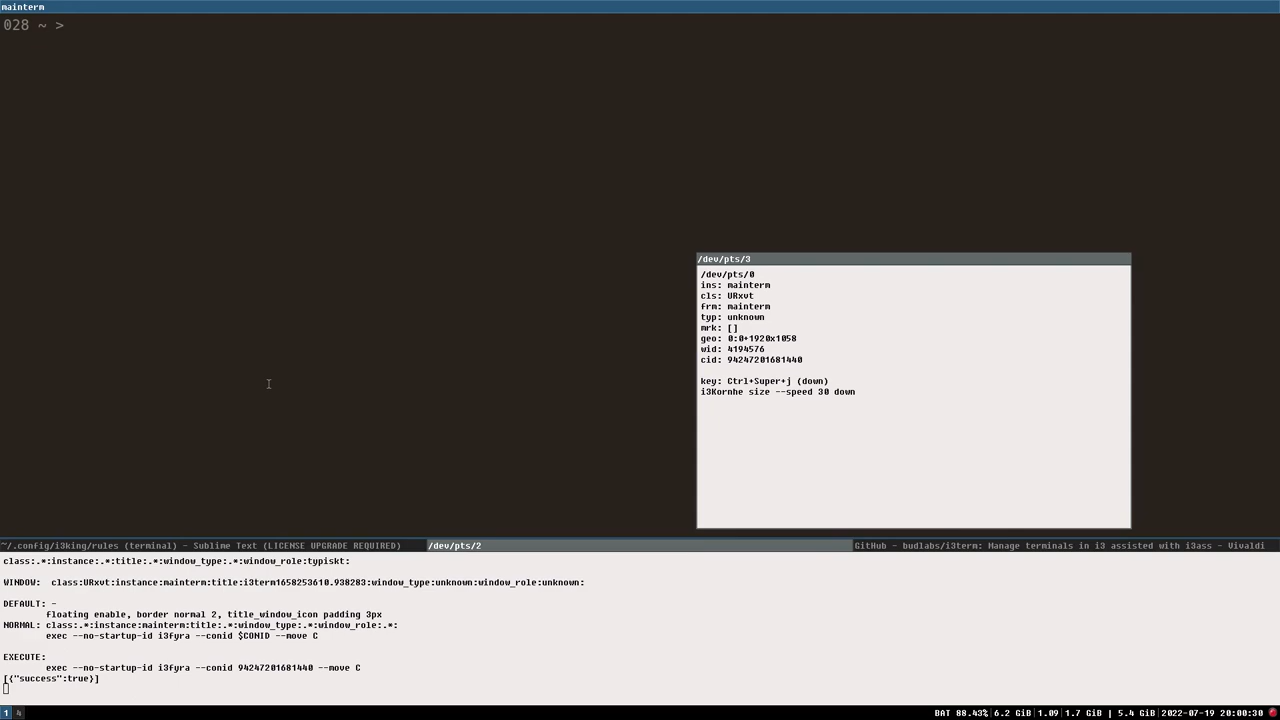 mainterm
028 ~ >
/dev/pts/3
/dev/pts/0
ins: mainterm
cls: URxvt
frm: mainterm
typ: unknown
mrk: []
geo: 0:0+1920x1058
wid: 4194576
cid: 94247201681440
key: Ctrl+Super+j (down)
i3Kornhe size --speed 30 down
~/.config/i3king/rules (terminal) - Sublime Text (LICENSE UPGRADE REQUIRED)
/dev/pts/2
GitHub - budlabs/i3term: Manage terminals in i3 assisted with i3ass - Vivaldi
class:.*:instance:.*:title:.*:window_type:.*:window_role:typiskt:
WINDOW:  class:URxvt:instance:mainterm:title:i3term1658253610.938283:window_type:unknown:window_role:unknown:
DEFAULT: -
floating enable, border normal 2, title_window_icon padding 3px
NORMAL: class:.*:instance:mainterm:title:.*:window_type:.*:window_role:.*:
exec --no-startup-id i3fyra --conid $CONID --move C
EXECUTE:
exec --no-startup-id i3fyra --conid 94247201681440 --move C
[{"success":true}]
1 4 BAT 88.43% 6.2 GiB 1.09 1.7 GiB | 5.4 GiB 2022-07-19 20:00:30